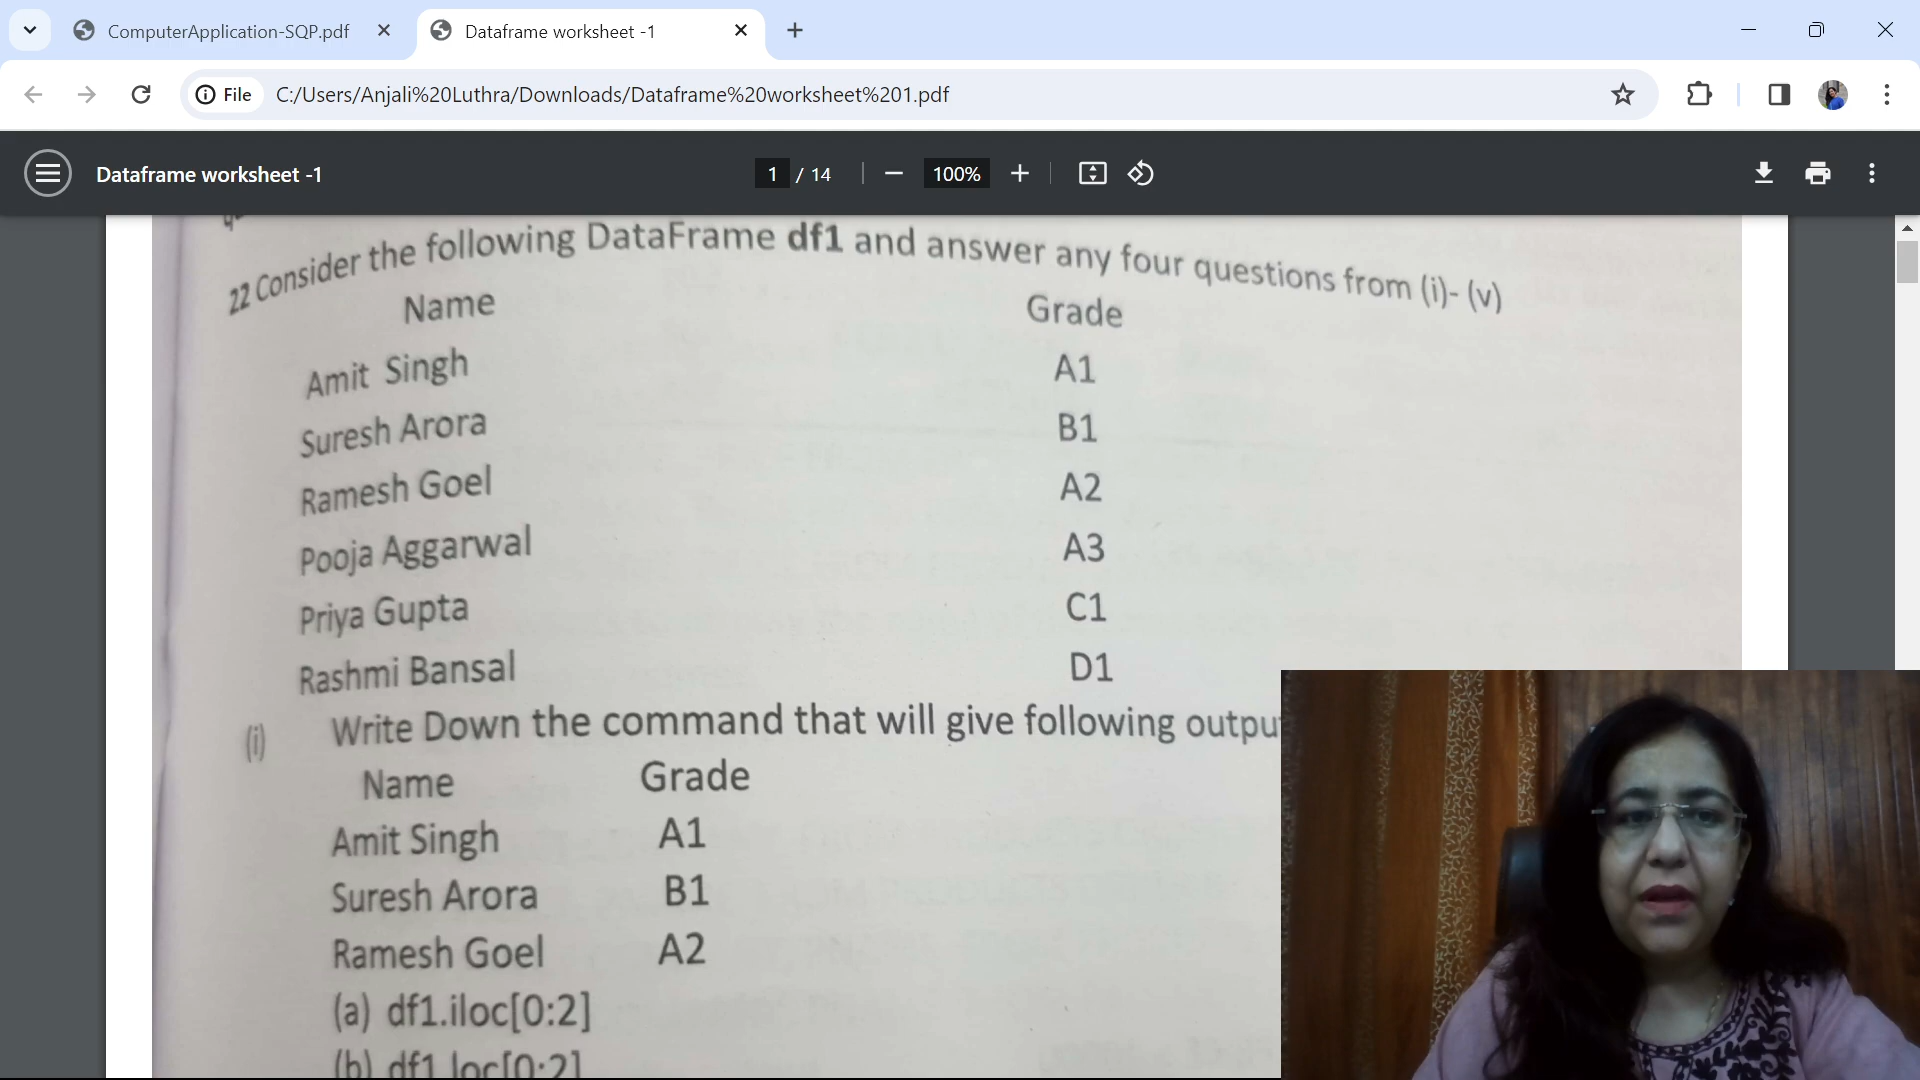 ComputerApplication-SQP.pdf
Dataframe worksheet -1
File
C:/Users/Anjali%20Luthra/Downloads/Dataframe%20worksheet%201.pdf
Dataframe worksheet -1
1 / 14
100%
22 Consider the following DataFrame df1 and answer any four questions from (i)- (v)
Name Grade
Amit Singh A1
Suresh Arora B1
Ramesh Goel A2
Pooja Aggarwal A3
Priya Gupta C1
Rashmi Bansal D1
(i) Write Down the command that will give following outpu
Name Grade
Amit Singh A1
Suresh Arora B1
Ramesh Goel A2
(a) df1.iloc[0:2]
(b) df1.loc[0:2]